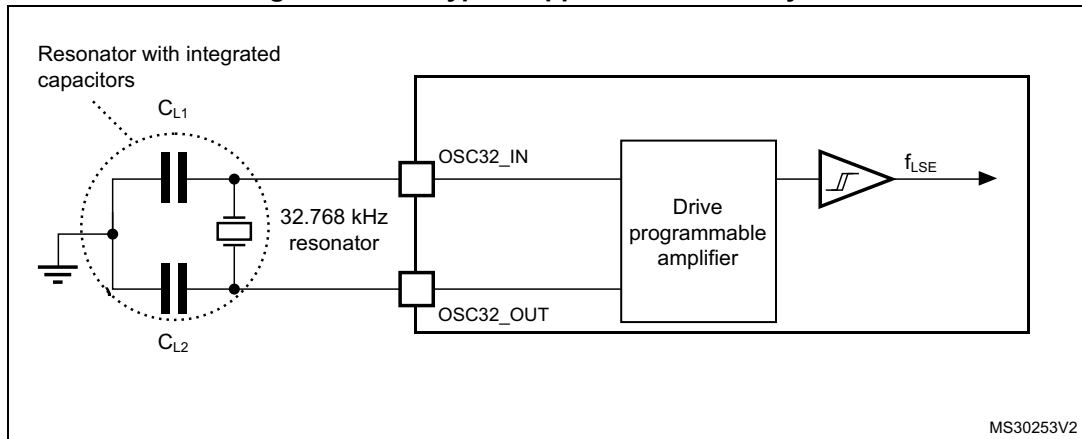 Resonator with integrated
capacitors
CL1
OSC32_IN
fLSE
32.768 kHz
resonator
Drive
programmable
amplifier
OSC32_OUT
CL2
MS30253V2